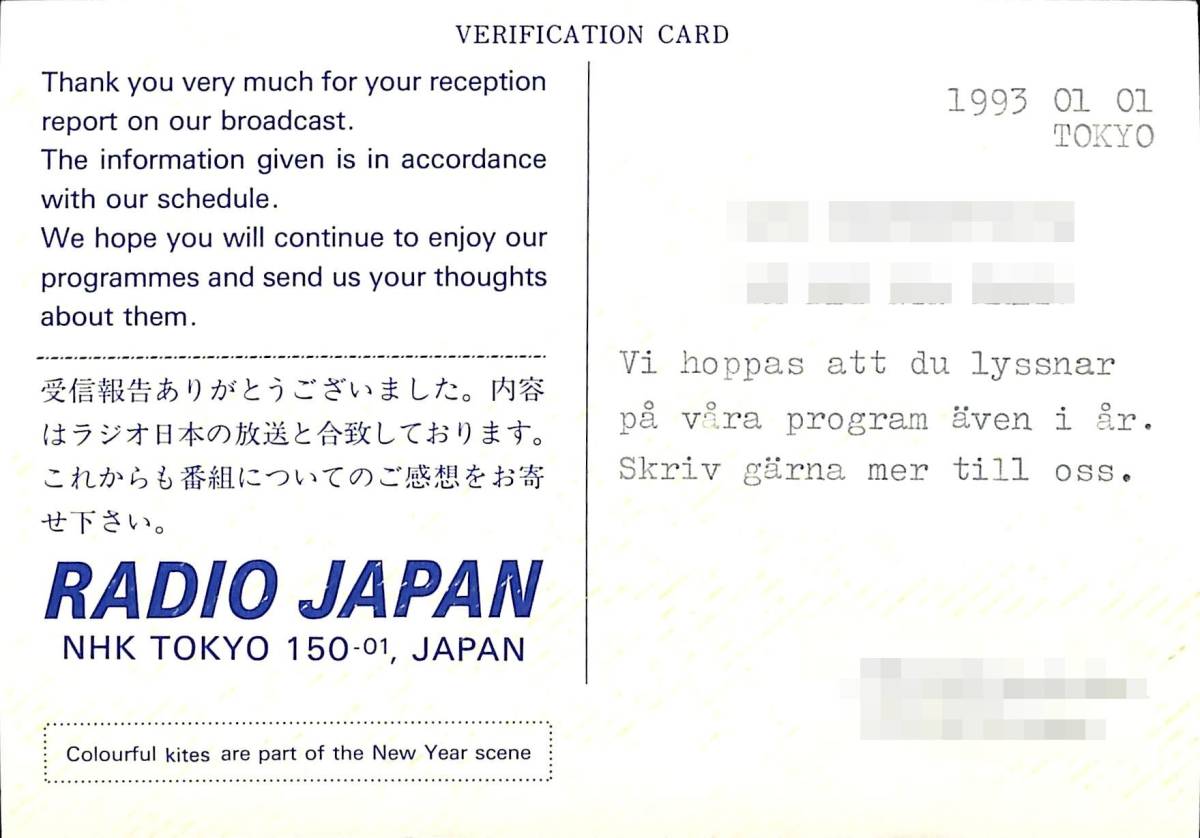 VERIFICATION CARD
Thank you very much for your reception
report on our broadcast.
The information given is in accordance
with our schedule.
We hope you will continue to enjoy our
programmes and send us your thoughts
about them.
受信報告ありがとうございました。内容
はラジオ日本の放送と合致しております。
これからも番組についてのご感想をお寄
せ下さい。
RADIO JAPAN
NHK TOKYO 150-01, JAPAN
Colourful kites are part of the New Year scene
1993 01 01
TOKYO
Vi hoppas att du lyssnar
på våra program även i år.
Skriv gärna mer till oss.